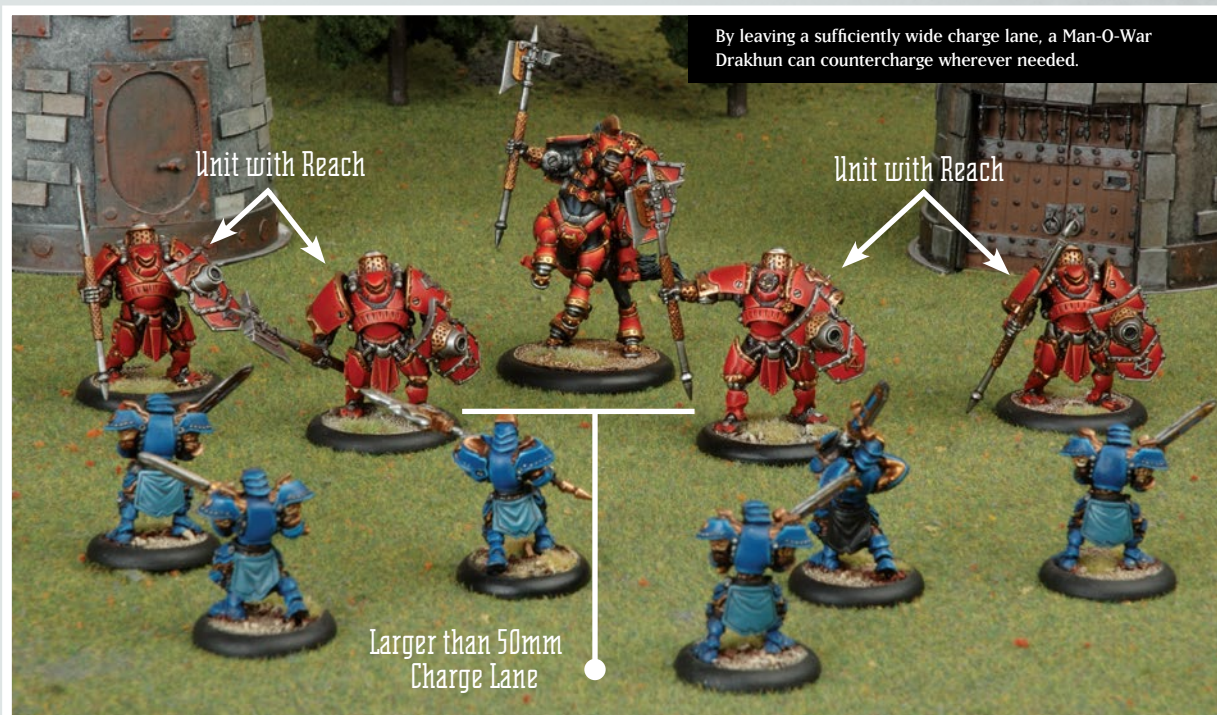 By leaving a sufficiently wide charge lane, a Man-O-War
Drakhun can countercharge wherever needed.
Unit with Reach
Unit with Reach
Larger than 50mm
Charge Lane